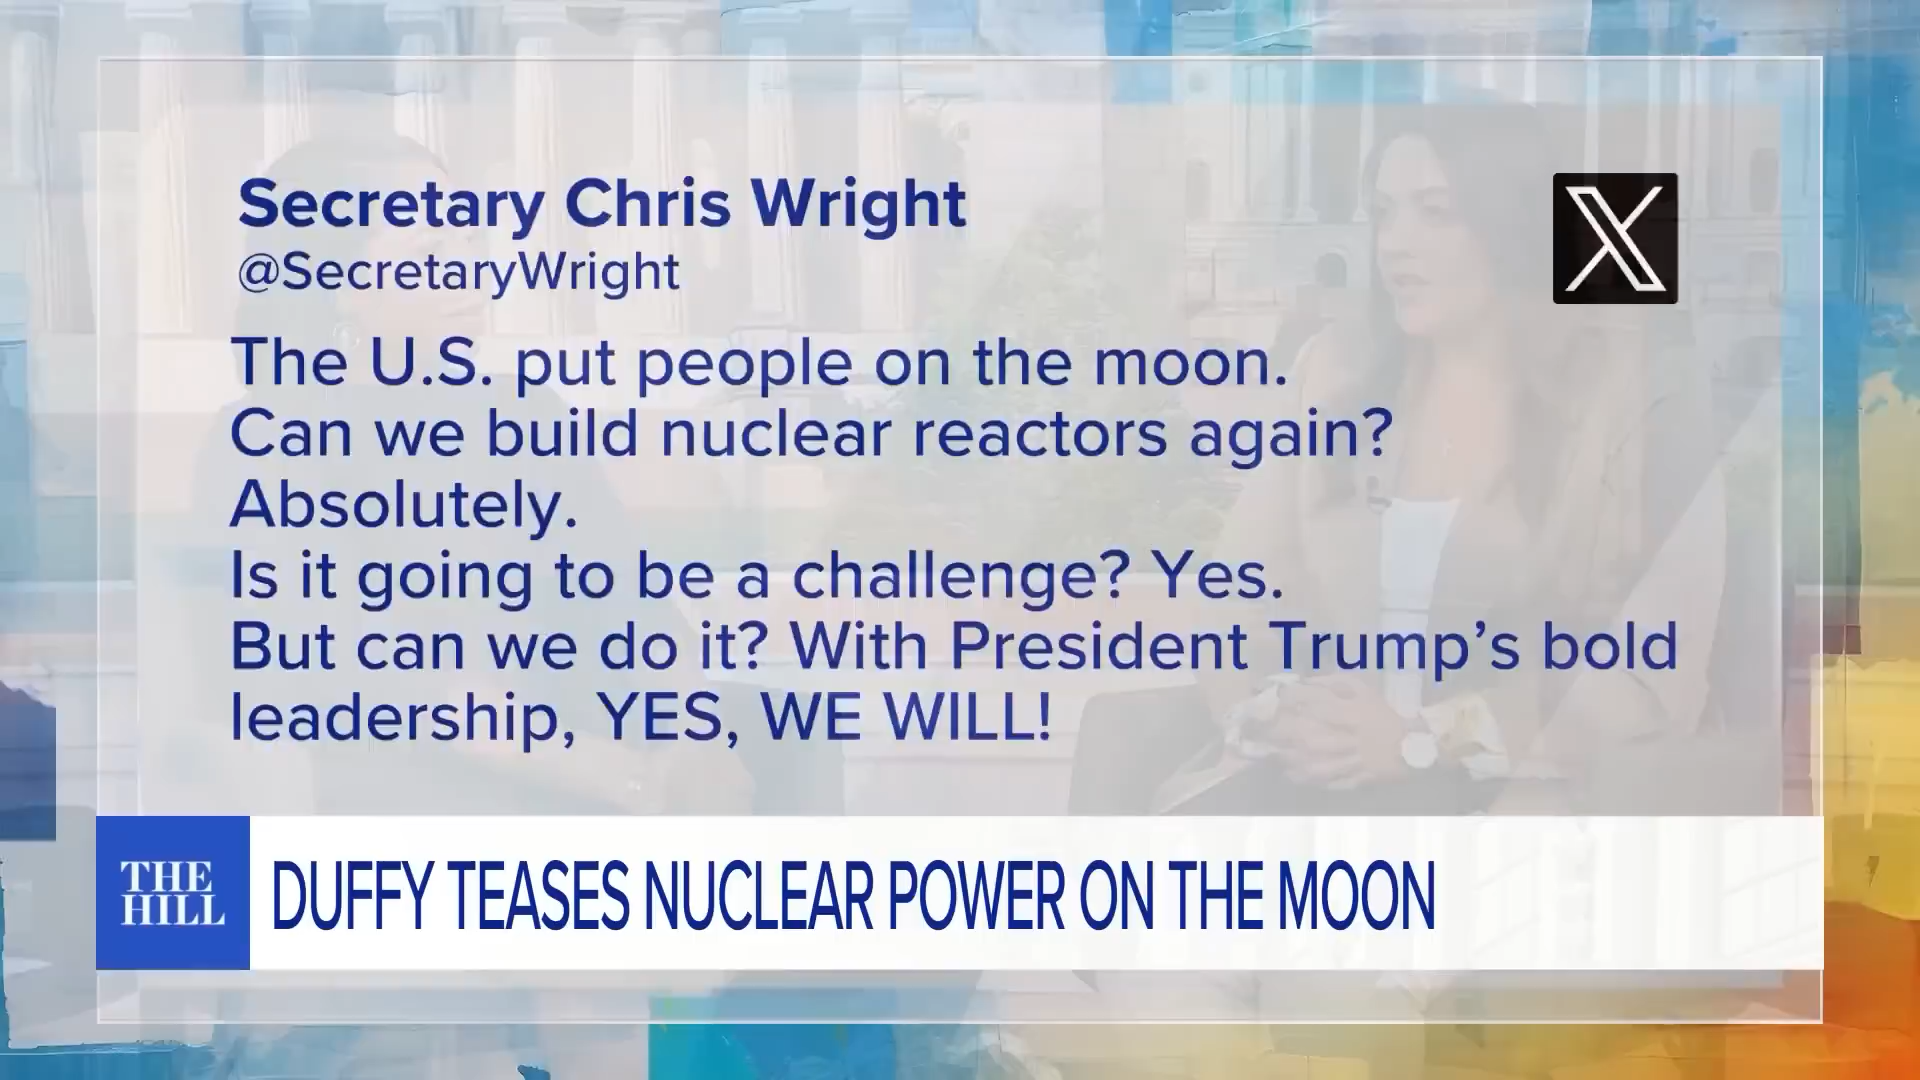 Secretary Chris Wright
@SecretaryWright
The U.S. put people on the moon.
Can we build nuclear reactors again?
Absolutely.
Is it going to be a challenge? Yes.
But can we do it? With President Trump’s bold
leadership, YES, WE WILL!
THE
HILL
DUFFY TEASES NUCLEAR POWER ON THE MOON